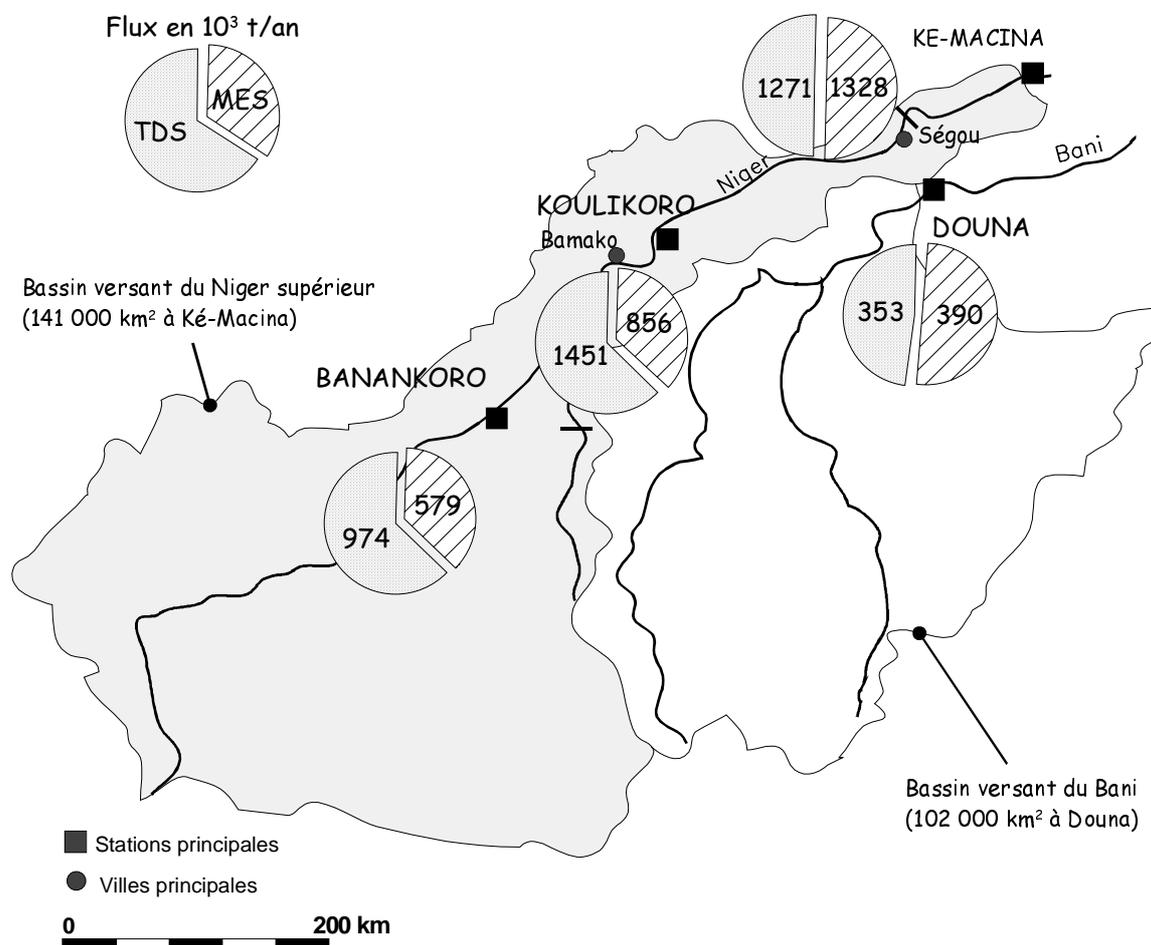 Flux en 10³ t/an
MES
TDS
KE-MACINA
1271 1328
Ségou
Niger
Bani
KOULIKORO
Bamako
DOUNA
Bassin versant du Niger supérieur
(141 000 km² à Ké-Macina)
353 390
856
1451
BANANKORO
579
974
Bassin versant du Bani
(102 000 km² à Douna)
Stations principales
Villes principales
0 200 km